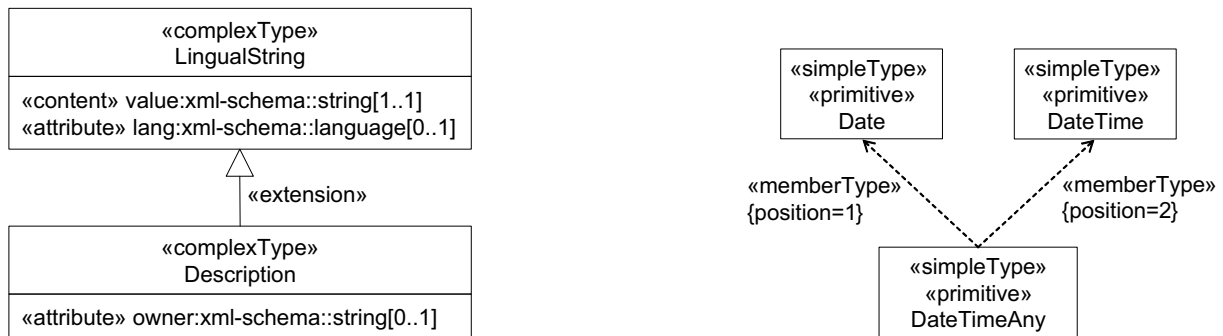 «complexType»
LingualString
«content» value:xml-schema::string[1..1]
«attribute» lang:xml-schema::language[0..1]
«extension»
«complexType»
Description
«attribute» owner:xml-schema::string[0..1]
«simpleType»
«primitive»
Date
«simpleType»
«primitive»
DateTime
«memberType»
{position=1}
«memberType»
{position=2}
«simpleType»
«primitive»
DateTimeAny